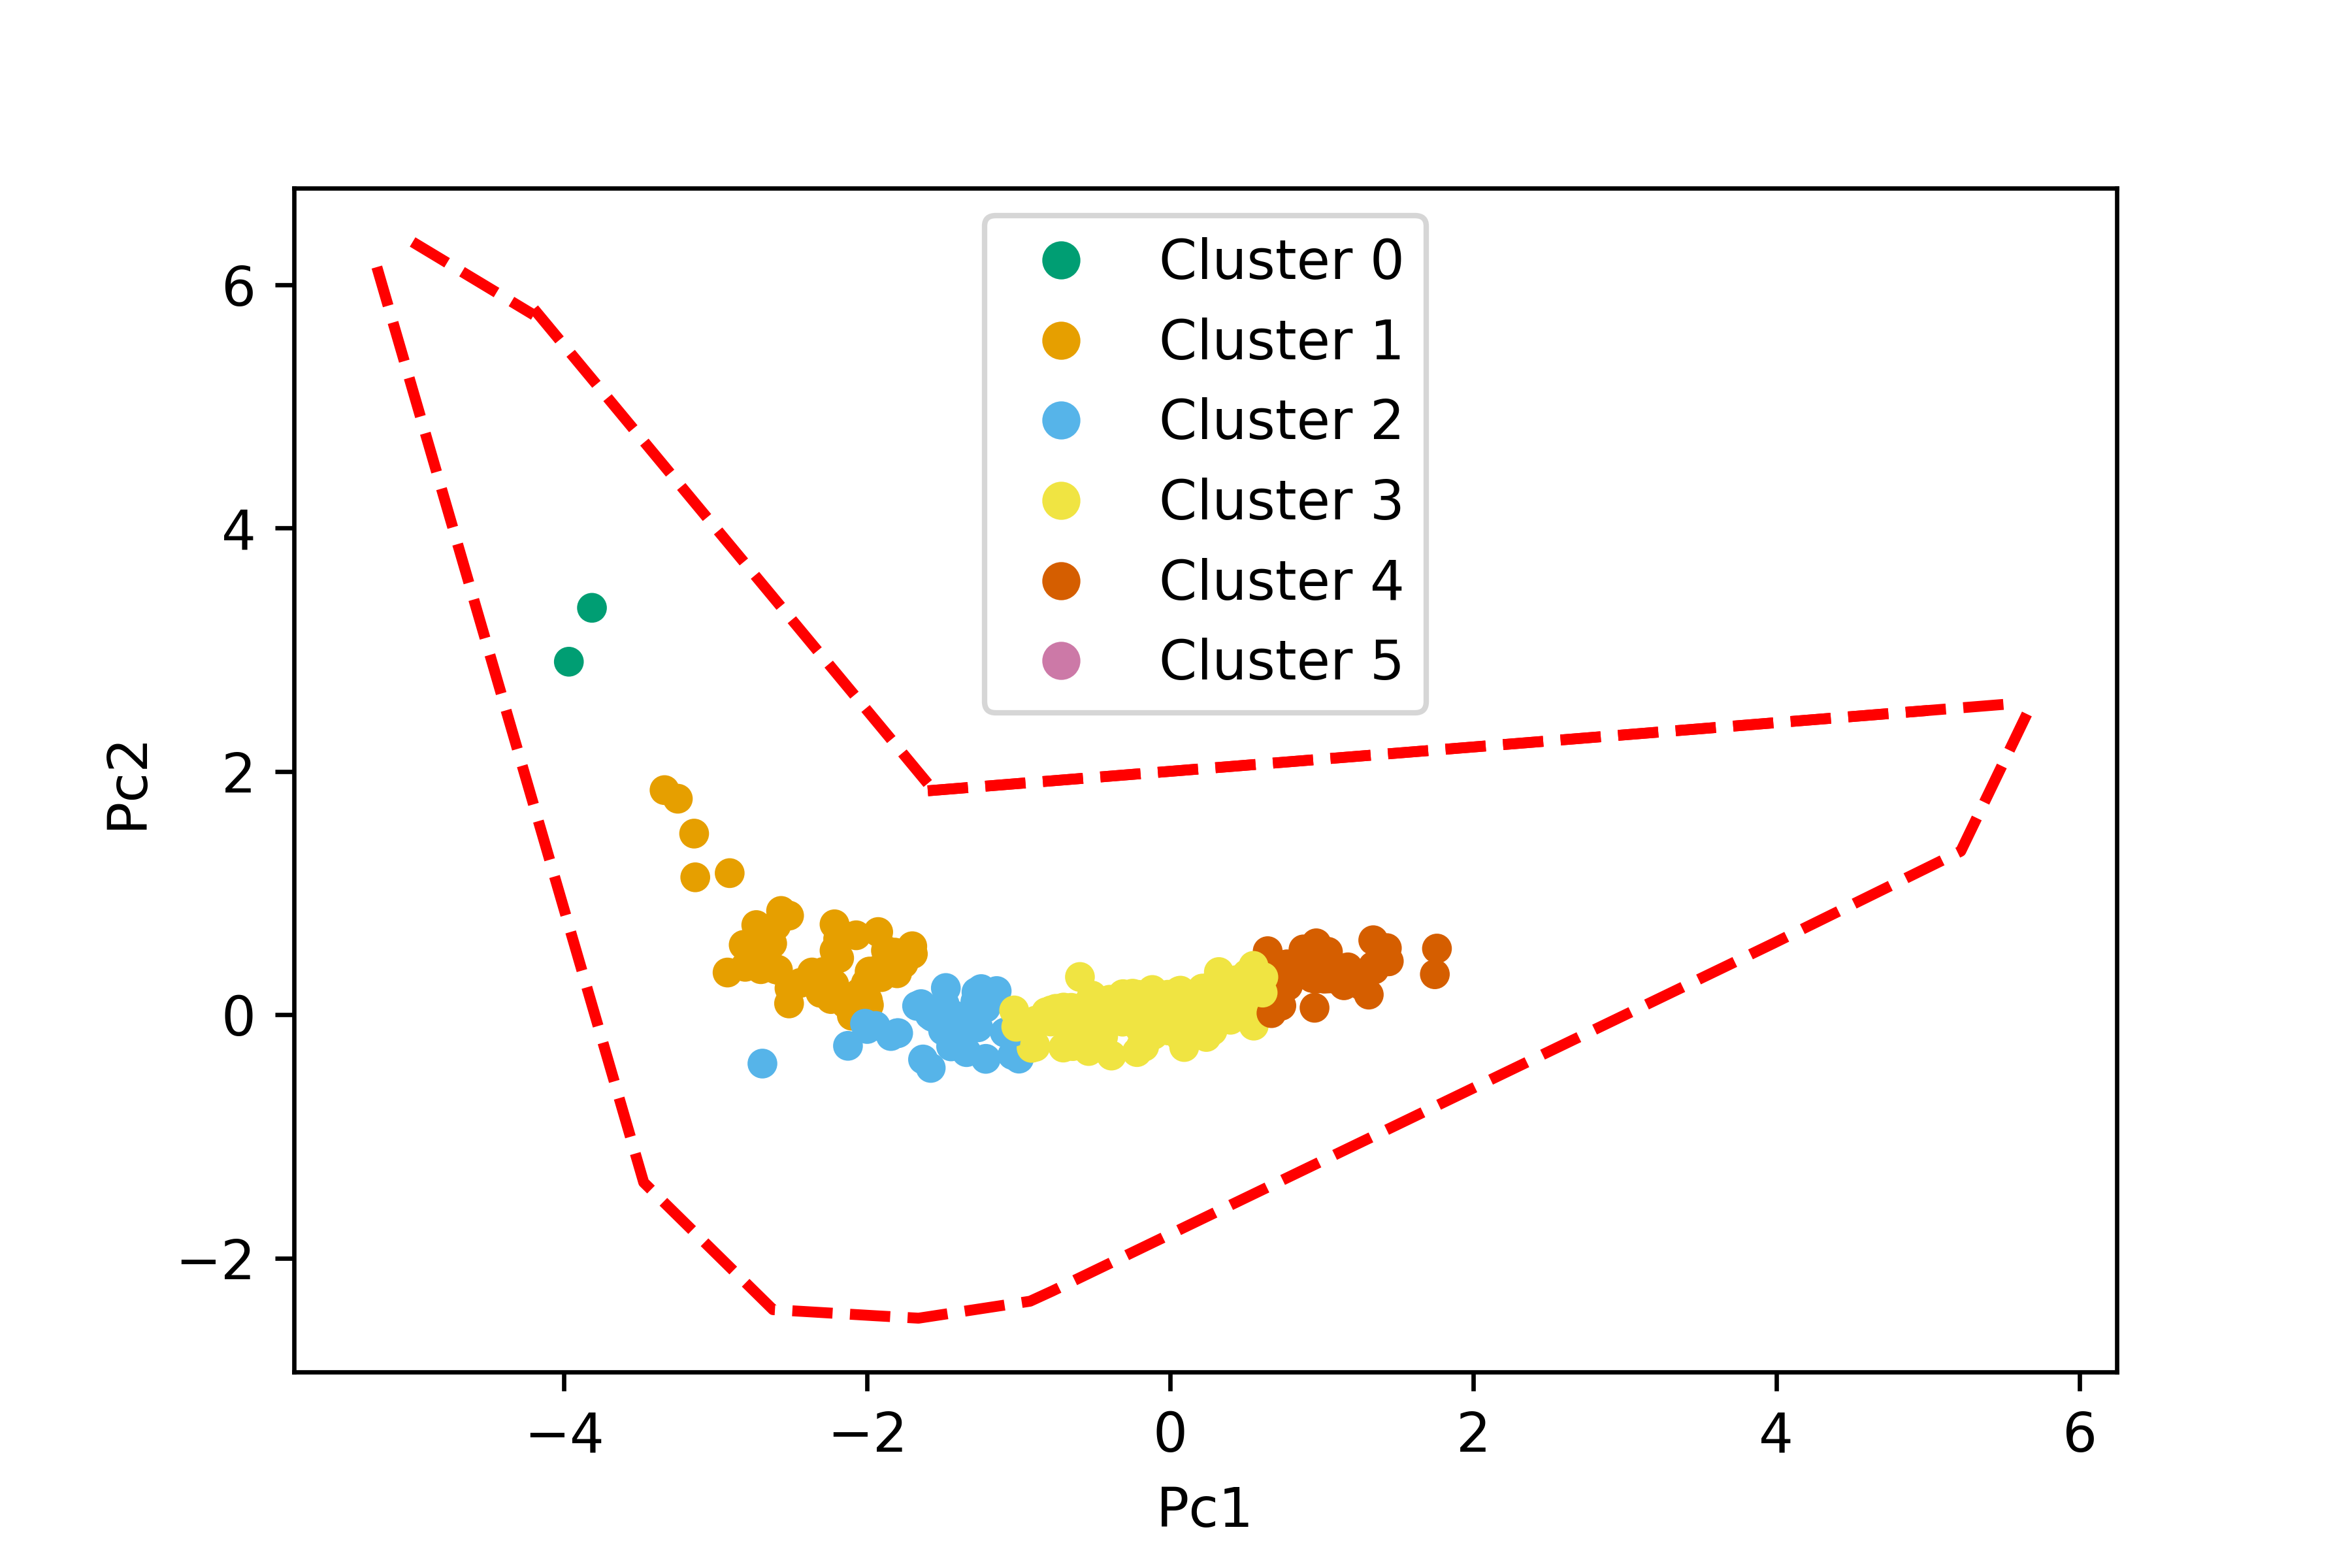 Cluster 0
Cluster 1
Cluster 2
Cluster 3
Cluster 4
Cluster 5
6
4
2
0
−2
Pc2
−4 −2 0 2 4 6
Pc1